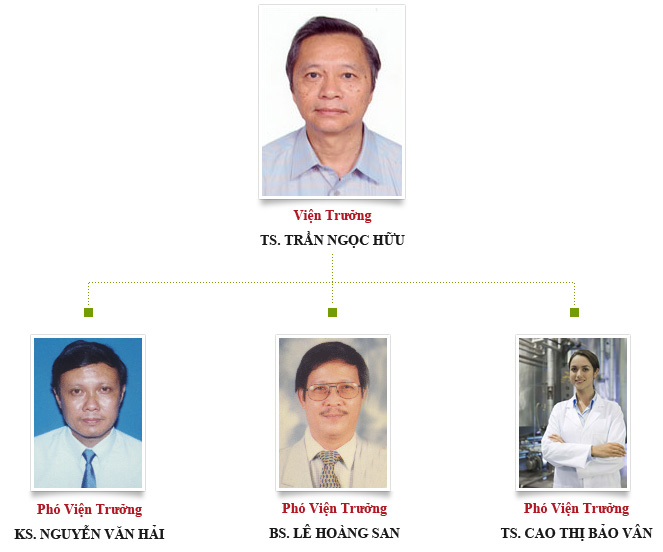 Viện Trưởng
TS. TRẦN NGỌC HỮU
Phó Viện Trưởng
KS. NGUYỄN VĂN HẢI
Phó Viện Trưởng
BS. LÊ HOÀNG SAN
Phó Viện Trưởng
TS. CAO THỊ BẢO VÂN